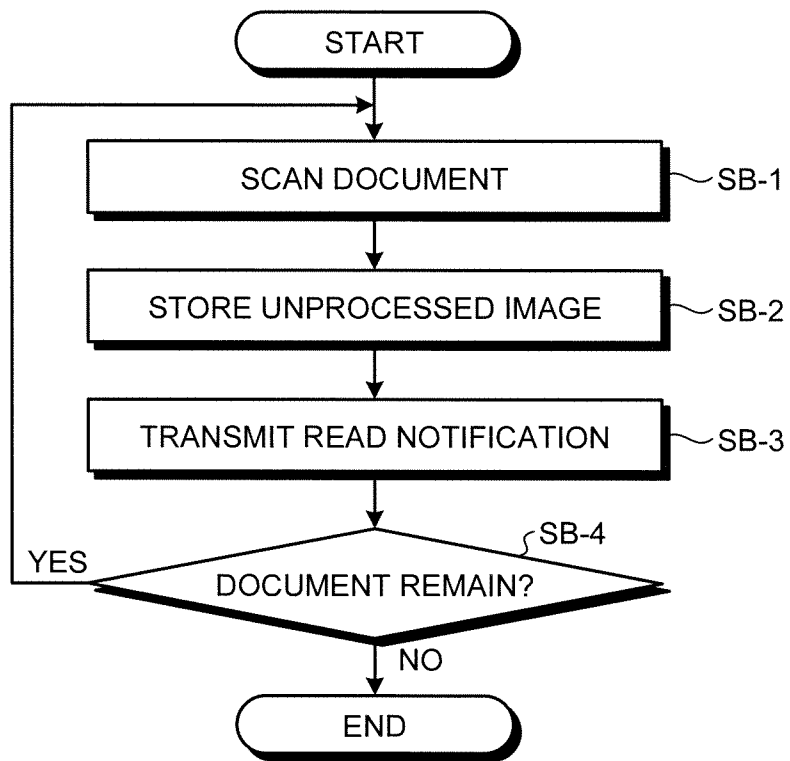 START
SCAN DOCUMENT
SB-1
STORE UNPROCESSED IMAGE
SB-2
TRANSMIT READ NOTIFICATION
SB-3
SB-4
YES
DOCUMENT REMAIN?
NO
END